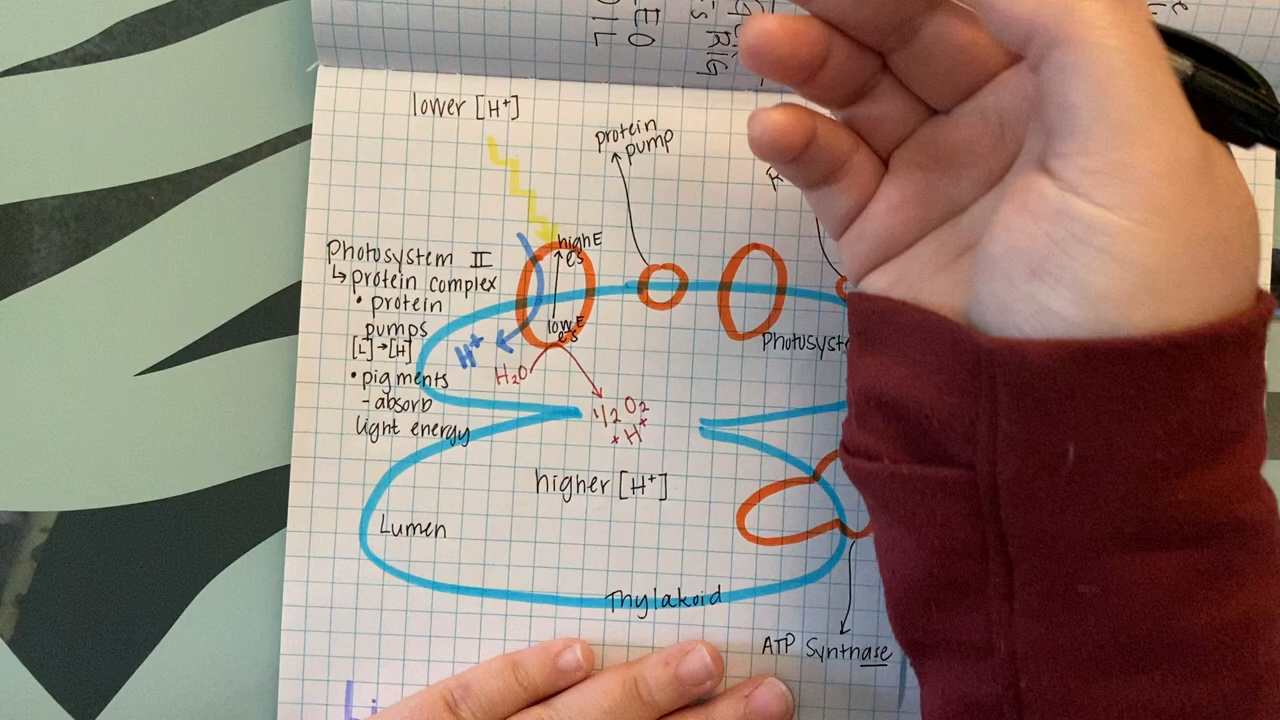 lower [H⁺]
protein
pump
high E
e⁻s
Photosystem II
↳ protein complex
• protein
pumps
[L] → [H]
• pigments
- absorb
light energy
low E
e⁻s
H⁺
H₂O
1/2 O₂
+ H⁺
higher [H⁺]
Lumen
Thylakoid
ATP Synthase